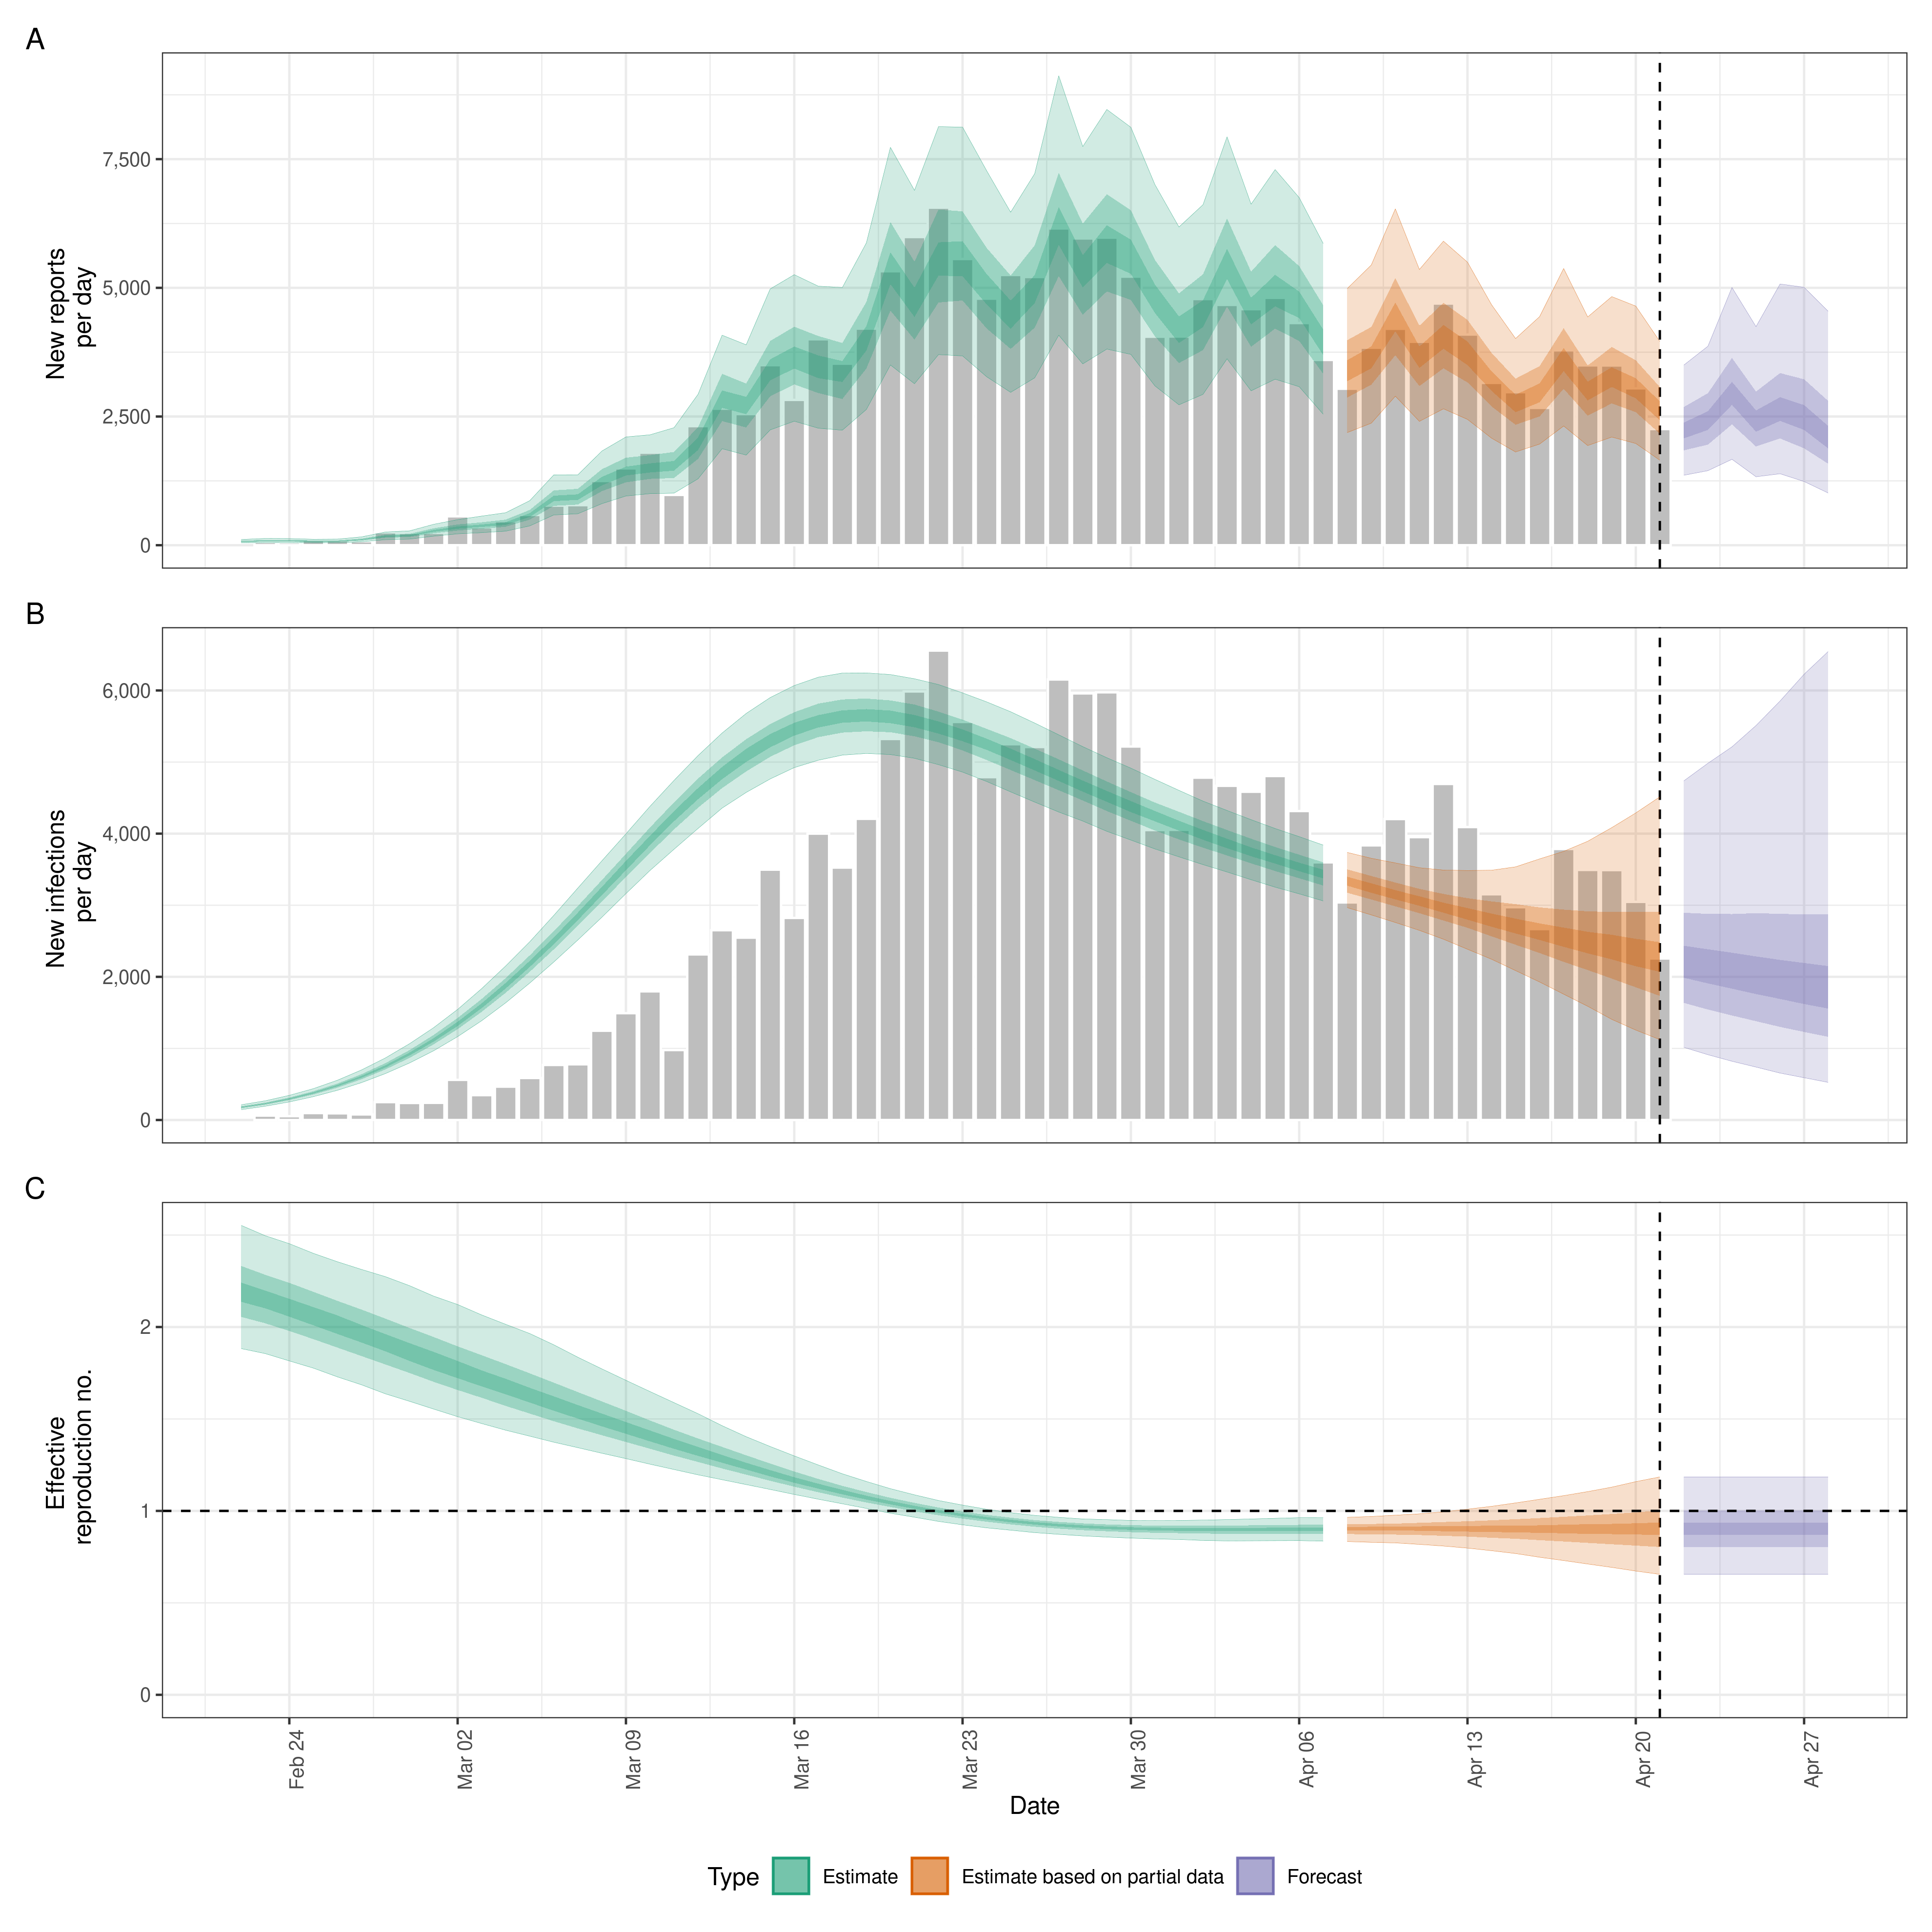 A
New reports
per day
7,500
5,000
2,500
0
B
New infections
per day
6,000
4,000
2,000
0
C
Effective
reproduction no.
2
1
0
Feb 24
Mar 02
Mar 09
Mar 16
Mar 23
Mar 30
Apr 06
Apr 13
Apr 20
Apr 27
Date
Type
Estimate
Estimate based on partial data
Forecast